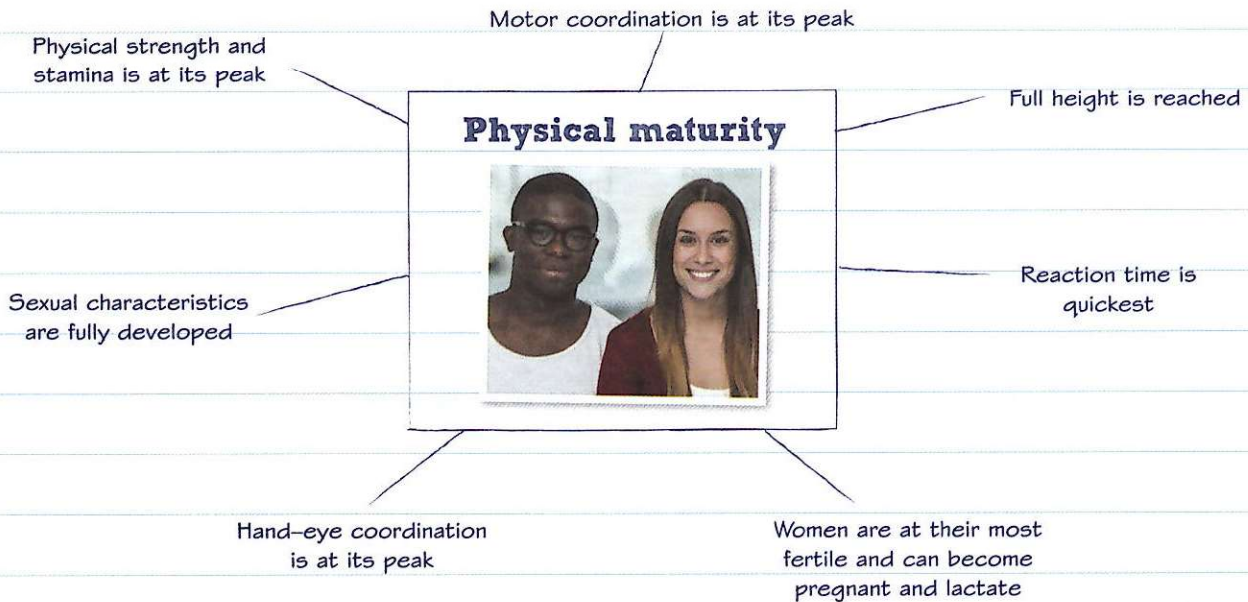 Motor coordination is at its peak
Physical strength and
stamina is at its peak
Full height is reached
Physical maturity
Sexual characteristics
are fully developed
Reaction time is
quickest
Hand–eye coordination
is at its peak
Women are at their most
fertile and can become
pregnant and lactate